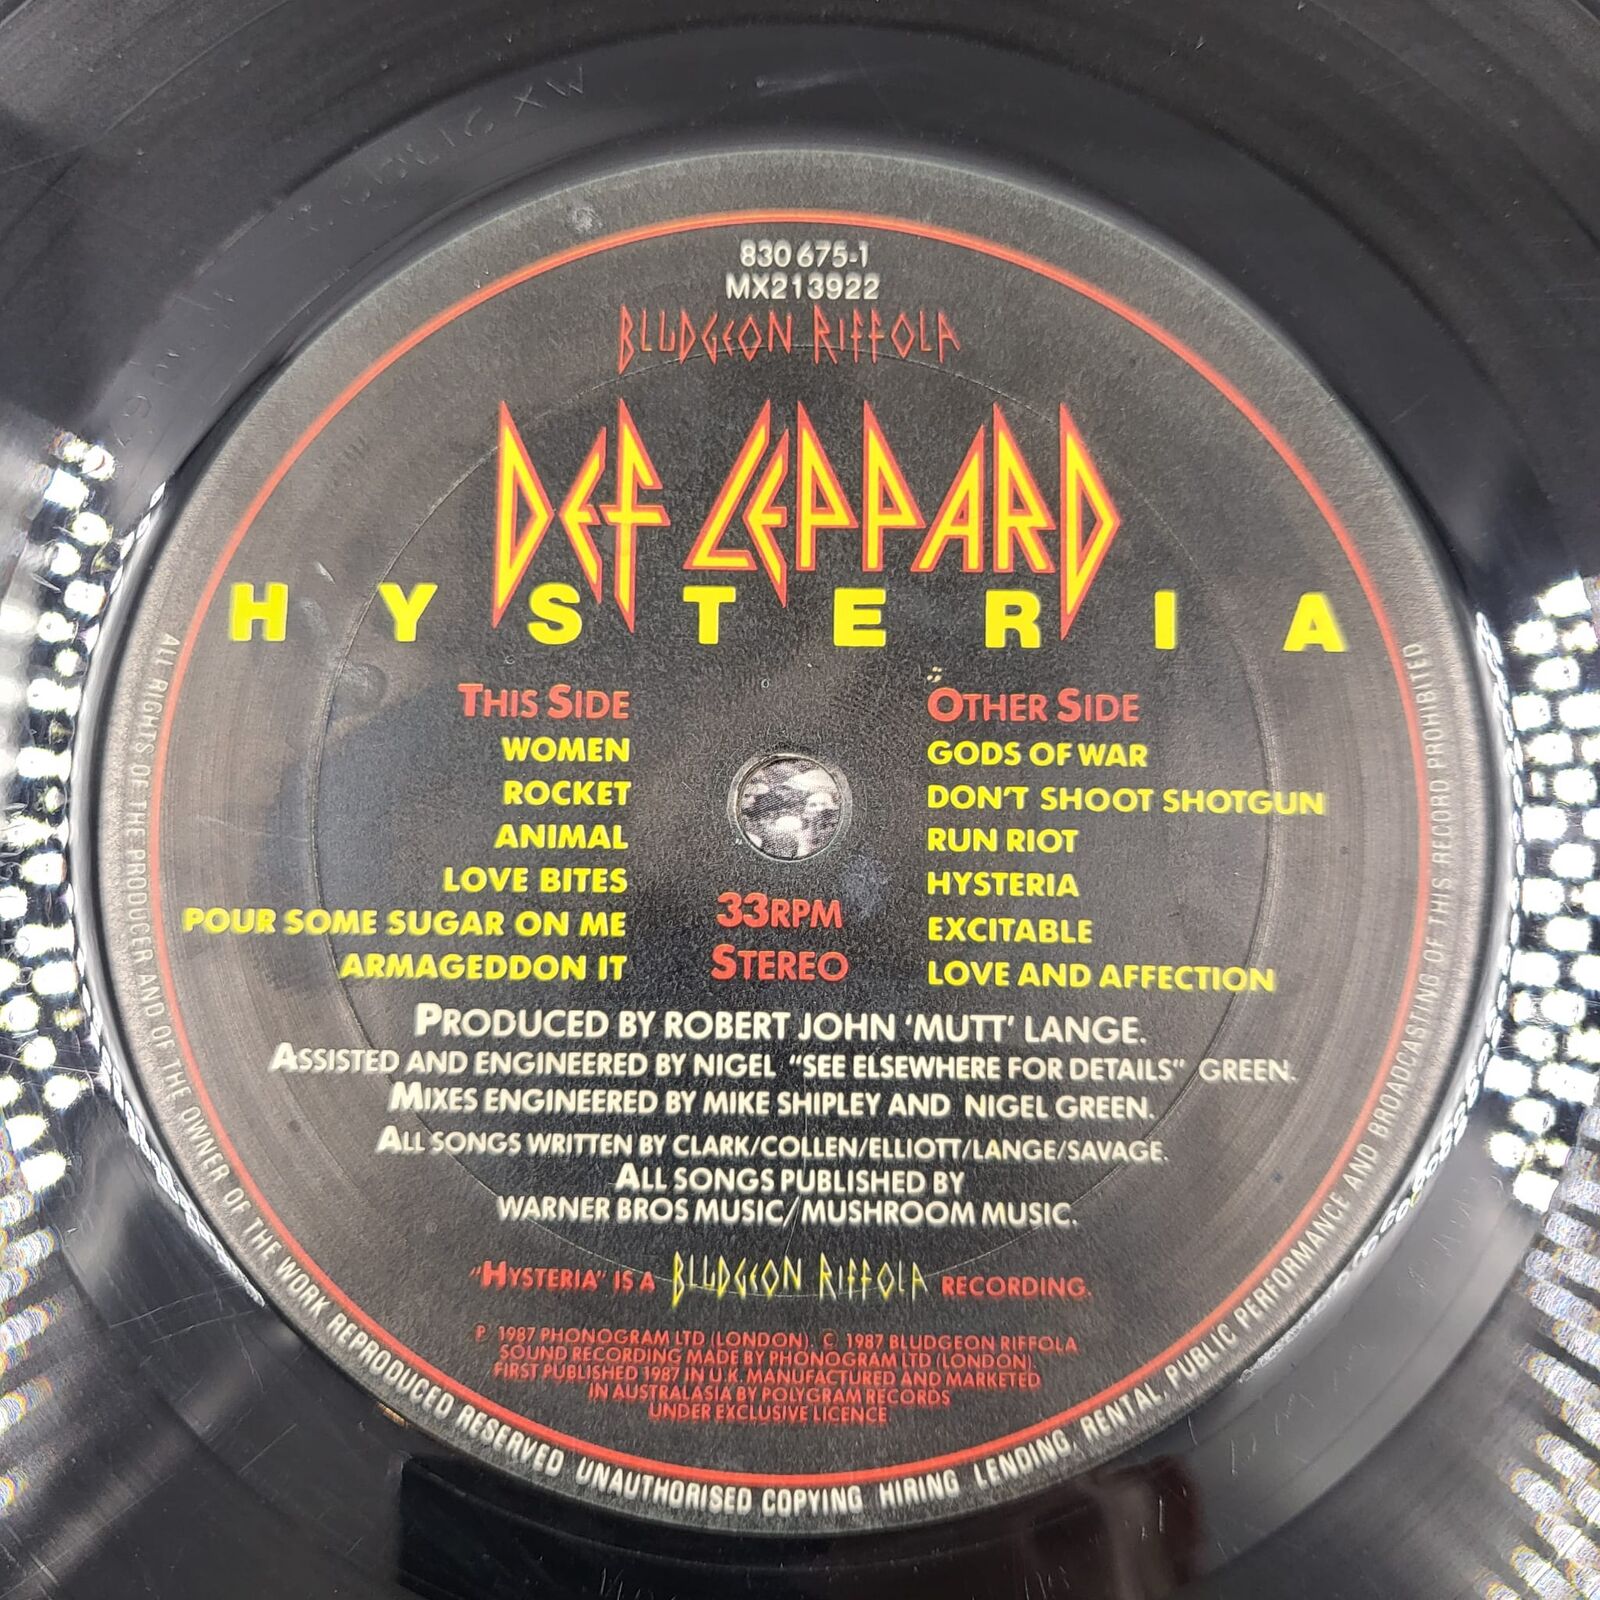 830 675-1
MX213922
BLUDGEON RIFFOLA
DEF LEPPARD
HYSTERIA
THIS SIDE
WOMEN
ROCKET
ANIMAL
LOVE BITES
POUR SOME SUGAR ON ME
ARMAGEDDON IT
33RPM
STEREO
OTHER SIDE
GODS OF WAR
DON'T SHOOT SHOTGUN
RUN RIOT
HYSTERIA
EXCITABLE
LOVE AND AFFECTION
PRODUCED BY ROBERT JOHN 'MUTT' LANGE.
ASSISTED AND ENGINEERED BY NIGEL "SEE ELSEWHERE FOR DETAILS" GREEN.
MIXES ENGINEERED BY MIKE SHIPLEY AND NIGEL GREEN.
ALL SONGS WRITTEN BY CLARK/COLLEN/ELLIOTT/LANGE/SAVAGE.
ALL SONGS PUBLISHED BY
WARNER BROS MUSIC/MUSHROOM MUSIC.
"HYSTERIA" IS A BLUDGEON RIFFOLA RECORDING.
P 1987 PHONOGRAM LTD (LONDON). C 1987 BLUDGEON RIFFOLA
SOUND RECORDING MADE BY PHONOGRAM LTD (LONDON).
FIRST PUBLISHED 1987 IN U.K. MANUFACTURED AND MARKETED
IN AUSTRALASIA BY POLYGRAM RECORDS
UNDER EXCLUSIVE LICENCE
ALL RIGHTS OF THE PRODUCER AND OF THE OWNER OF THE WORK REPRODUCED RESERVED UNAUTHORISED COPYING HIRING LENDING, RENTAL, PUBLIC PERFORMANCE AND BROADCASTING OF THIS RECORD PROHIBITED